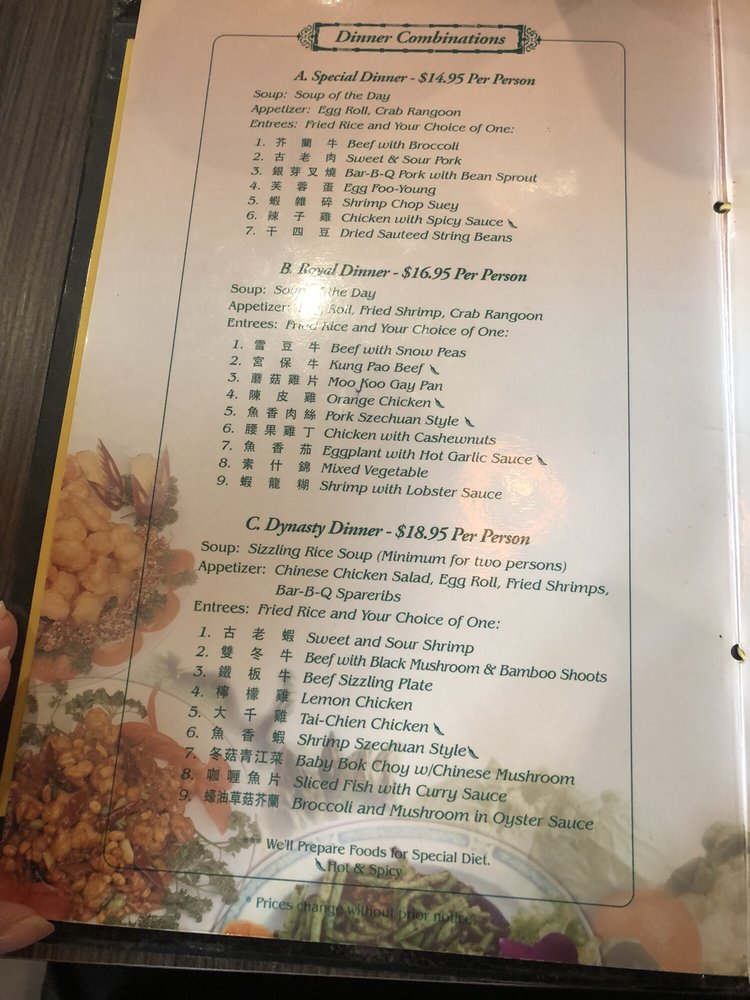 Dinner Combinations
A. Special Dinner - $14.95 Per Person
Soup: Soup of the Day
Appetizer: Egg Roll, Crab Rangoon
Entrees: Fried Rice and Your Choice of One:
1. 芥蘭牛 Beef with Broccoli
2. 古老肉 Sweet & Sour Pork
3. 銀芽叉燒 Bar-B-Q Pork with Bean Sprout
4. 芙蓉蛋 Egg Foo-Young
5. 蝦雜碎 Shrimp Chop Suey
6. 辣子雞 Chicken with Spicy Sauce
7. 干四豆 Dried Sauteed String Beans
B. Royal Dinner - $16.95 Per Person
Soup: Soup of the Day
Appetizer: Roll, Fried Shrimp, Crab Rangoon
Entrees: Fried Rice and Your Choice of One:
1. 雪豆牛 Beef with Snow Peas
2. 宮保牛 Kung Pao Beef
3. 蘑菇雞片 Moo Koo Gay Pan
4. 陳皮雞 Orange Chicken
5. 魚香肉絲 Pork Szechuan Style
6. 腰果雞丁 Chicken with Cashewnuts
7. 魚香茄 Eggplant with Hot Garlic Sauce
8. 素什錦 Mixed Vegetable
9. 蝦龍糊 Shrimp with Lobster Sauce
C. Dynasty Dinner - $18.95 Per Person
Soup: Sizzling Rice Soup (Minimum for two persons)
Appetizer: Chinese Chicken Salad, Egg Roll, Fried Shrimps,
Bar-B-Q Spareribs
Entrees: Fried Rice and Your Choice of One:
1. 古老蝦 Sweet and Sour Shrimp
2. 雙冬牛 Beef with Black Mushroom & Bamboo Shoots
3. 鐵板牛 Beef Sizzling Plate
4. 檸檬雞 Lemon Chicken
5. 大千雞 Tai-Chien Chicken
6. 魚香蝦 Shrimp Szechuan Style
7. 冬菇青江菜 Baby Bok Choy w/Chinese Mushroom
8. 咖喱魚片 Sliced Fish with Curry Sauce
9. 蠔油草菇芥蘭 Broccoli and Mushroom in Oyster Sauce
*** We'll Prepare Foods for Special Diet.
Hot & Spicy
* Prices change without prior notice.